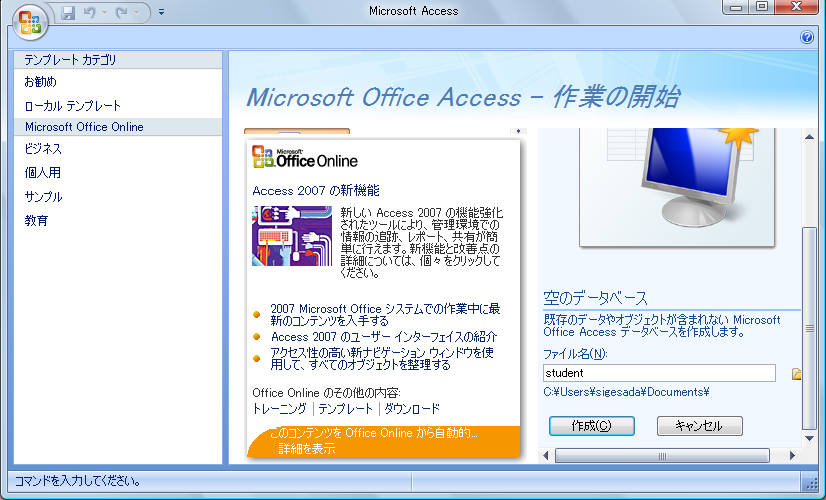 Microsoft Access
テンプレート カテゴリ
お勧め
ローカル テンプレート
Microsoft Office Online
ビジネス
個人用
サンプル
教育
Microsoft Office Access - 作業の開始
Microsoft
Office Online
Access 2007 の新機能
新しい Access 2007 の機能強化
されたツールにより、管理環境での
情報の追跡、レポート、共有が簡
単に行えます。新機能と改善点の
詳細については、個々をクリックして
ください。
2007 Microsoft Office システムでの作業中に最
新のコンテンツを入手する
Access 2007 のユーザー インターフェイスの紹介
アクセス性の高い新ナビゲーション ウィンドウを使
用して、すべてのオブジェクトを整理する
Office Online のその他の内容:
トレーニング | テンプレート | ダウンロード
このコンテンツを Office Online から自動的...
詳細を表示
空のデータベース
既存のデータやオブジェクトが含まれない Microsoft
Office Access データベースを作成します。
ファイル名(N):
student
C:¥Users¥sigesada¥Documents¥
作成(C)
キャンセル
コマンドを入力してください。